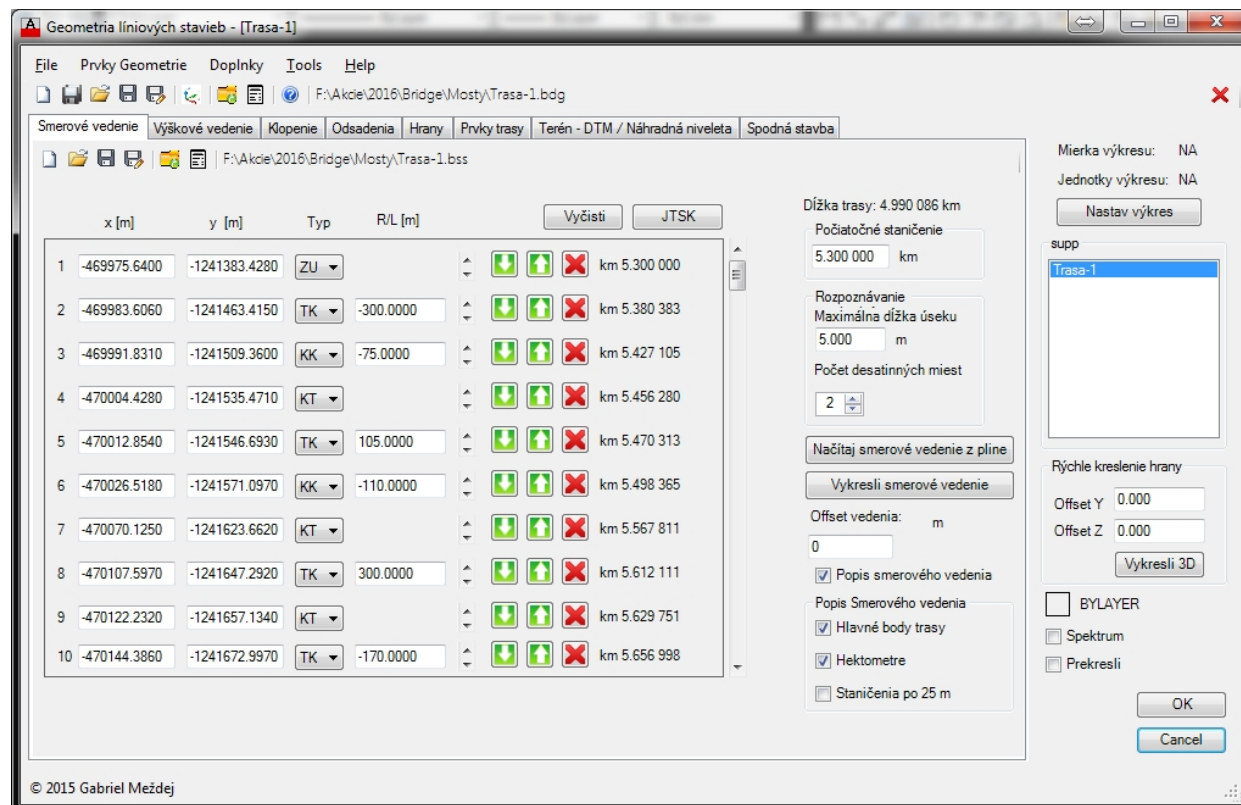 Geometria líniových stavieb - [Trasa-1]
File Prvky Geometrie Doplnky Tools Help
F:\Akcie\2016\Bridge\Mosty\Trasa-1.bdg
Smerové vedenie Výškové vedenie Klopenie Odsadenia Hrany Prvky trasy Terén - DTM / Náhradná niveleta Spodná stavba
F:\Akcie\2016\Bridge\Mosty\Trasa-1.bss
x [m] y [m] Typ R/L [m] Vyčisti JTSK
1 -469975.6400 -1241383.4280 ZU km 5.300 000
2 -469983.6060 -1241463.4150 TK -300.0000 km 5.380 383
3 -469991.8310 -1241509.3600 KK -75.0000 km 5.427 105
4 -470004.4280 -1241535.4710 KT km 5.456 280
5 -470012.8540 -1241546.6930 TK 105.0000 km 5.470 313
6 -470026.5180 -1241571.0970 KK -110.0000 km 5.498 365
7 -470070.1250 -1241623.6620 KT km 5.567 811
8 -470107.5970 -1241647.2920 TK 300.0000 km 5.612 111
9 -470122.2320 -1241657.1340 KT km 5.629 751
10 -470144.3860 -1241672.9970 TK -170.0000 km 5.656 998
Dĺžka trasy: 4.990 086 km
Počiatočné staničenie
5.300 000 km
Rozpoznávanie
Maximálna dĺžka úseku
5.000 m
Počet desatinných miest
2
Načítaj smerové vedenie z pline
Vykresli smerové vedenie
Offset vedenia: m
0
Popis smerového vedenia
Popis Smerového vedenia
Hlavné body trasy
Hektometre
Staničenia po 25 m
Mierka výkresu: NA
Jednotky výkresu: NA
Nastav výkres
supp
Trasa-1
Rýchle kreslenie hrany
Offset Y 0.000
Offset Z 0.000
Vykresli 3D
BYLAYER
Spektrum
Prekresli
OK
Cancel
© 2015 Gabriel Meždej